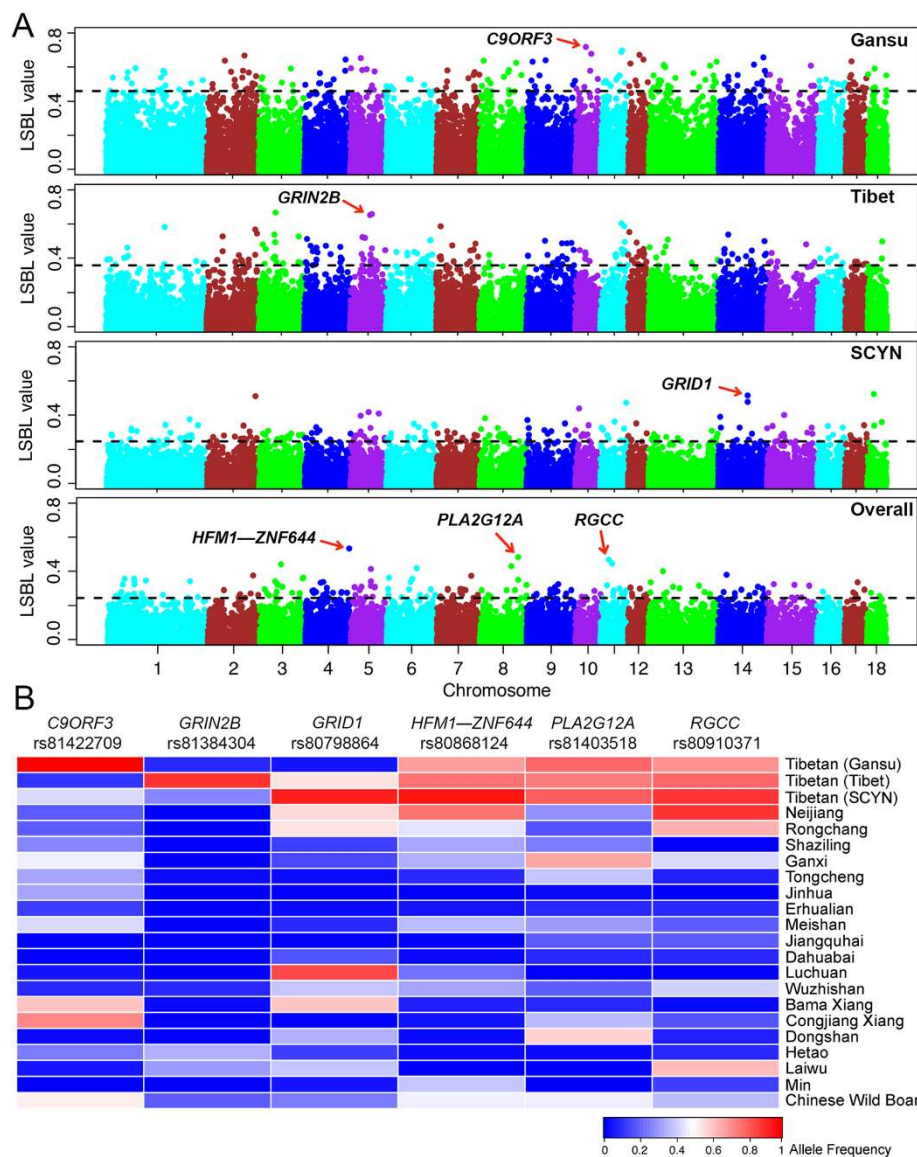 A
C9ORF3
Gansu
LSBL value
0.8
0.4
0.0
GRIN2B
Tibet
LSBL value
0.8
0.4
0.0
GRID1
SCYN
LSBL value
0.8
0.4
0.0
HFM1—ZNF644 PLA2G12A RGCC
Overall
LSBL value
0.8
0.4
0.0
1 2 3 4 5 6 7 8 9 10 12 13 14 15 16 18
Chromosome
B
C9ORF3 GRIN2B GRID1 HFM1—ZNF644 PLA2G12A RGCC
rs81422709 rs81384304 rs80798864 rs80868124 rs81403518 rs80910371
Tibetan (Gansu)
Tibetan (Tibet)
Tibetan (SCYN)
Neijiang
Rongchang
Shaziling
Ganxi
Tongcheng
Jinhua
Erhualian
Meishan
Jiangquhai
Dahuabai
Luchuan
Wuzhishan
Bama Xiang
Congjiang Xiang
Dongshan
Hetao
Laiwu
Min
Chinese Wild Boar
0 0.2 0.4 0.6 0.8 1 Allele Frequency